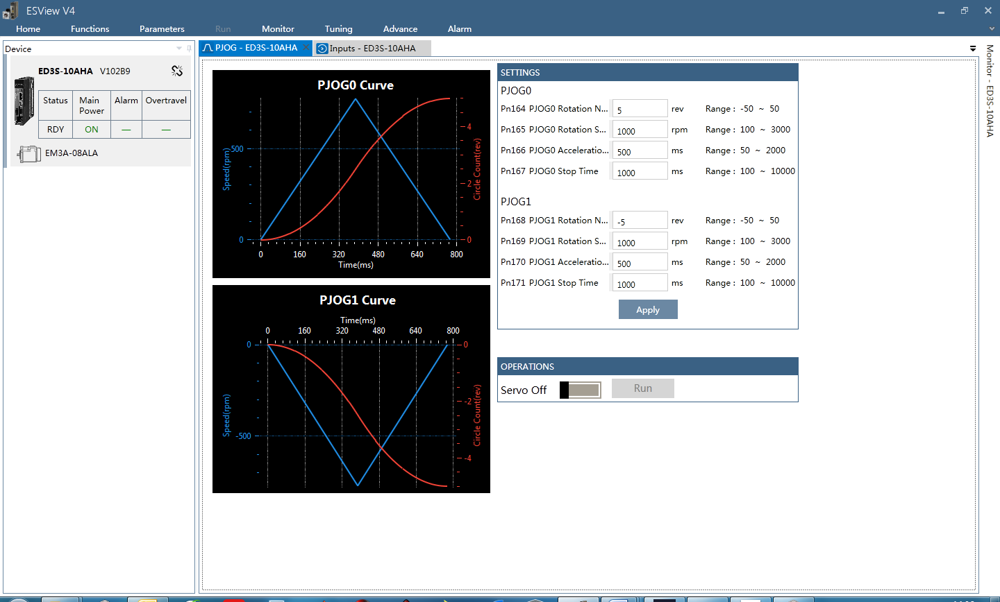 ESView V4
Home Functions Parameters Run Monitor Tuning Advance Alarm
Device
ED3S-10AHA V102B9
Status Main Power Alarm Overtravel
RDY ON — —
EM3A-08ALA
PJOG - ED3S-10AHA Inputs - ED3S-10AHA
PJOG0 Curve
Speed(rpm)
500
0
Circle Count(rev)
4
2
0
0 160 320 480 640 800
Time(ms)
PJOG1 Curve
Time(ms)
0 160 320 480 640 800
Speed(rpm)
0
-500
Circle Count(rev)
0
-2
-4
SETTINGS
PJOG0
Pn164 PJOG0 Rotation N... 5 rev Range : -50 ~ 50
Pn165 PJOG0 Rotation S... 1000 rpm Range : 100 ~ 3000
Pn166 PJOG0 Acceleratio... 500 ms Range : 50 ~ 2000
Pn167 PJOG0 Stop Time 1000 ms Range : 100 ~ 10000
PJOG1
Pn168 PJOG1 Rotation N... -5 rev Range : -50 ~ 50
Pn169 PJOG1 Rotation S... 1000 rpm Range : 100 ~ 3000
Pn170 PJOG1 Acceleratio... 500 ms Range : 50 ~ 2000
Pn171 PJOG1 Stop Time 1000 ms Range : 100 ~ 10000
Apply
OPERATIONS
Servo Off Run
Monitor - ED3S-10AHA